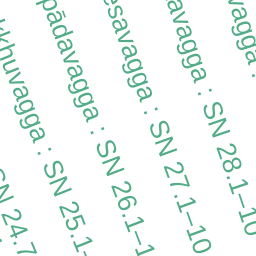 SN 24.7
khuvagga : SN 25.1–
pādavagga : SN 26.1–1
esavagga : SN 27.1–10
avagga : SN 28.1–10
vagga :